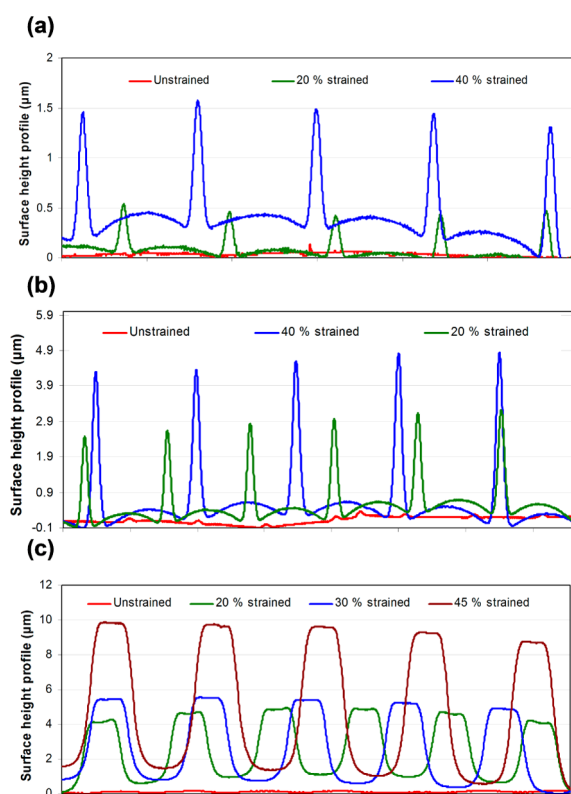 (a)
Surface height profile (µm)
2
1.5
1
0.5
0
Unstrained
20 % strained
40 % strained
(b)
Surface height profile (µm)
5.9
4.9
3.9
2.9
1.9
0.9
-0.1
Unstrained
40 % strained
20 % strained
(c)
Surface height profile (µm)
12
10
8
6
4
2
0
Unstrained
20 % strained
30 % strained
45 % strained